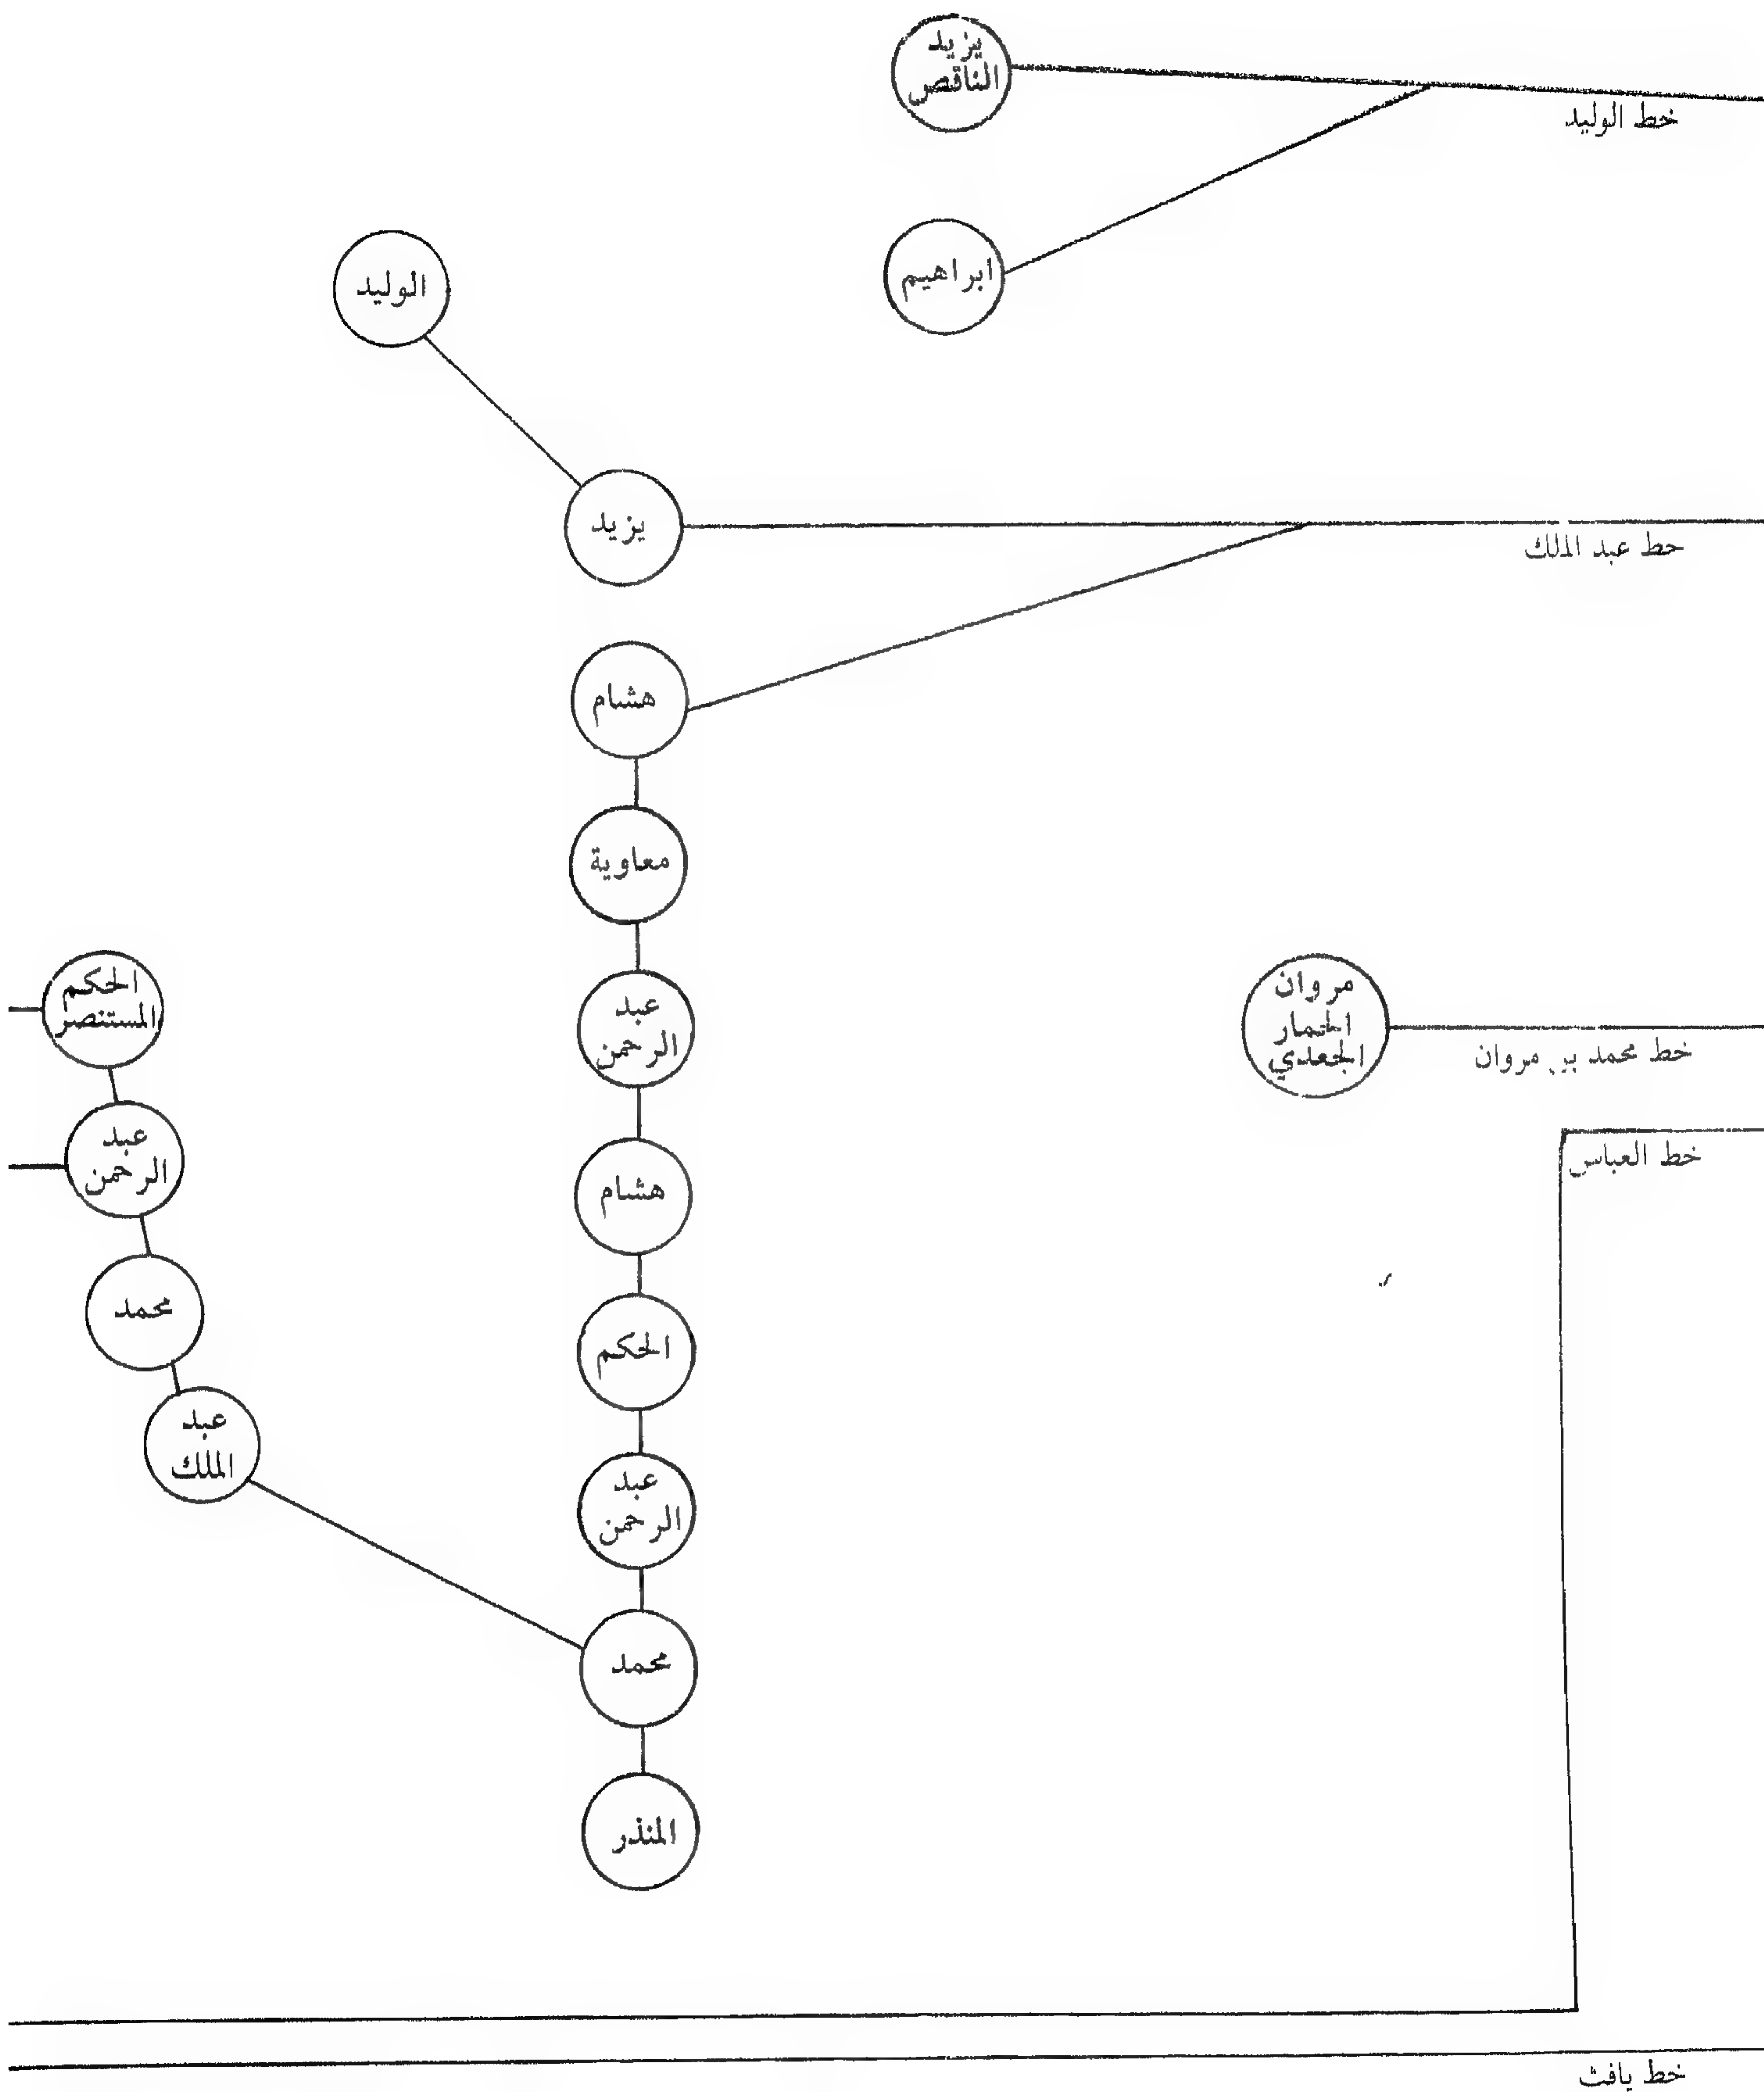 يزيد
الناقص
خط الوليد
ابراهيم
الوليد
يزيد
خط عبد الملك
هشام
معاوية
مروان
الحمار
الجعدي
خط محمد بن مروان
خط العباس
عبد
الرحمن
هشام
الحكم
عبد
الرحمن
محمد
المنذر
الحكم
المستنصر
عبد
الرحمن
محمد
عبد
الملك
خط يافث